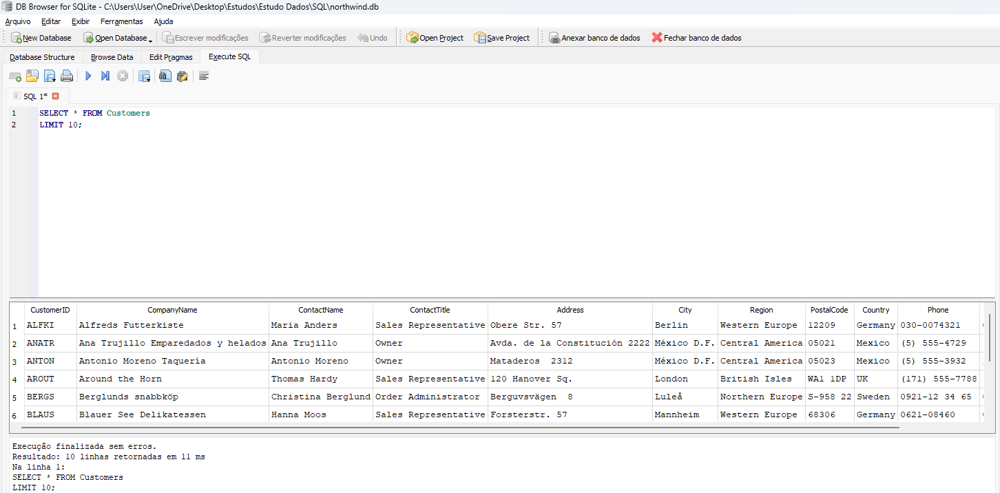 DB Browser for SQLite - C:\Users\User\OneDrive\Desktop\Estudos\Estudo Dados\SQL\northwind.db
Arquivo Editar Exibir Ferramentas Ajuda
New Database Open Database Escrever modificações Reverter modificações Undo Open Project Save Project Anexar banco de dados Fechar banco de dados
Database Structure Browse Data Edit Pragmas Execute SQL
SQL 1*
1 SELECT * FROM Customers
2 LIMIT 10;
CustomerID CompanyName ContactName ContactTitle Address City Region PostalCode Country Phone
1 ALFKI Alfreds Futterkiste Maria Anders Sales Representative Obere Str. 57 Berlin Western Europe 12209 Germany 030-0074321
2 ANATR Ana Trujillo Emparedados y helados Ana Trujillo Owner Avda. de la Constitución 2222 México D.F. Central America 05021 Mexico (5) 555-4729
3 ANTON Antonio Moreno Taquería Antonio Moreno Owner Mataderos  2312 México D.F. Central America 05023 Mexico (5) 555-3932
4 AROUT Around the Horn Thomas Hardy Sales Representative 120 Hanover Sq. London British Isles WA1 1DP UK (171) 555-7788
5 BERGS Berglunds snabbköp Christina Berglund Order Administrator Berguvsvägen  8 Luleå Northern Europe S-958 22 Sweden 0921-12 34 65
6 BLAUS Blauer See Delikatessen Hanna Moos Sales Representative Forsterstr. 57 Mannheim Western Europe 68306 Germany 0621-08460
Execução finalizada sem erros.
Resultado: 10 linhas retornadas em 11 ms
Na linha 1:
SELECT * FROM Customers
LIMIT 10;